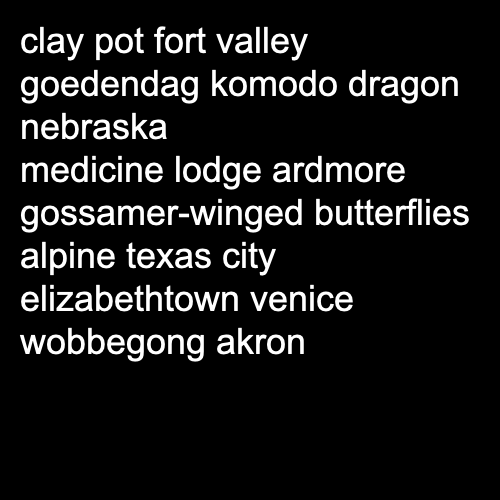 clay pot fort valley
goedendag komodo dragon
nebraska
medicine lodge ardmore
gossamer-winged butterflies
alpine texas city
elizabethtown venice
wobbegong akron